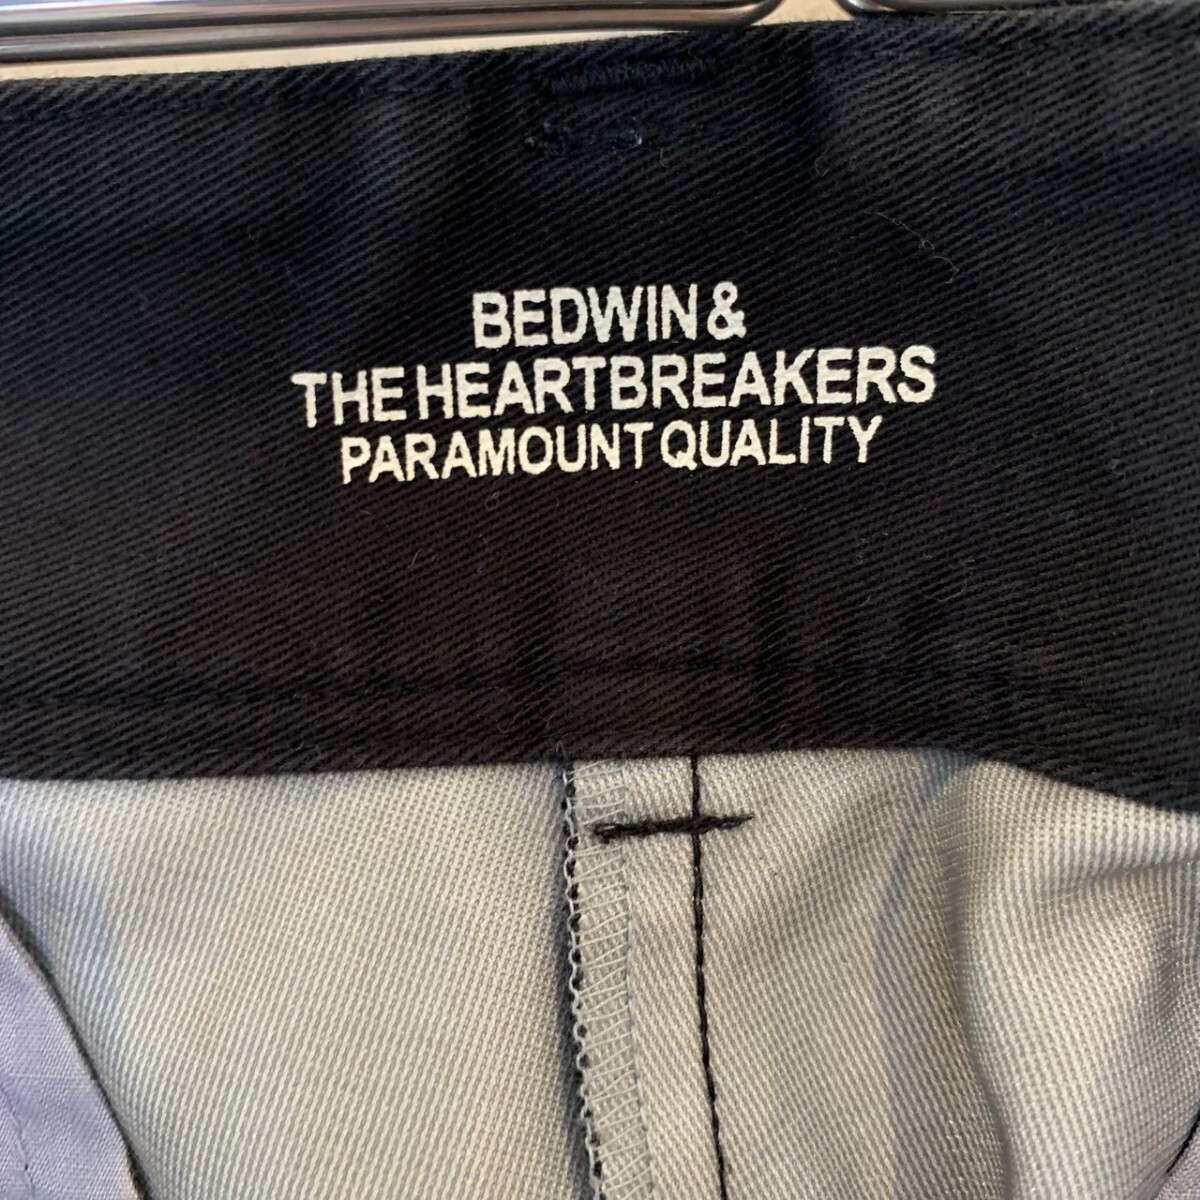 BEDWIN &
THE HEARTBREAKERS
PARAMOUNT QUALITY